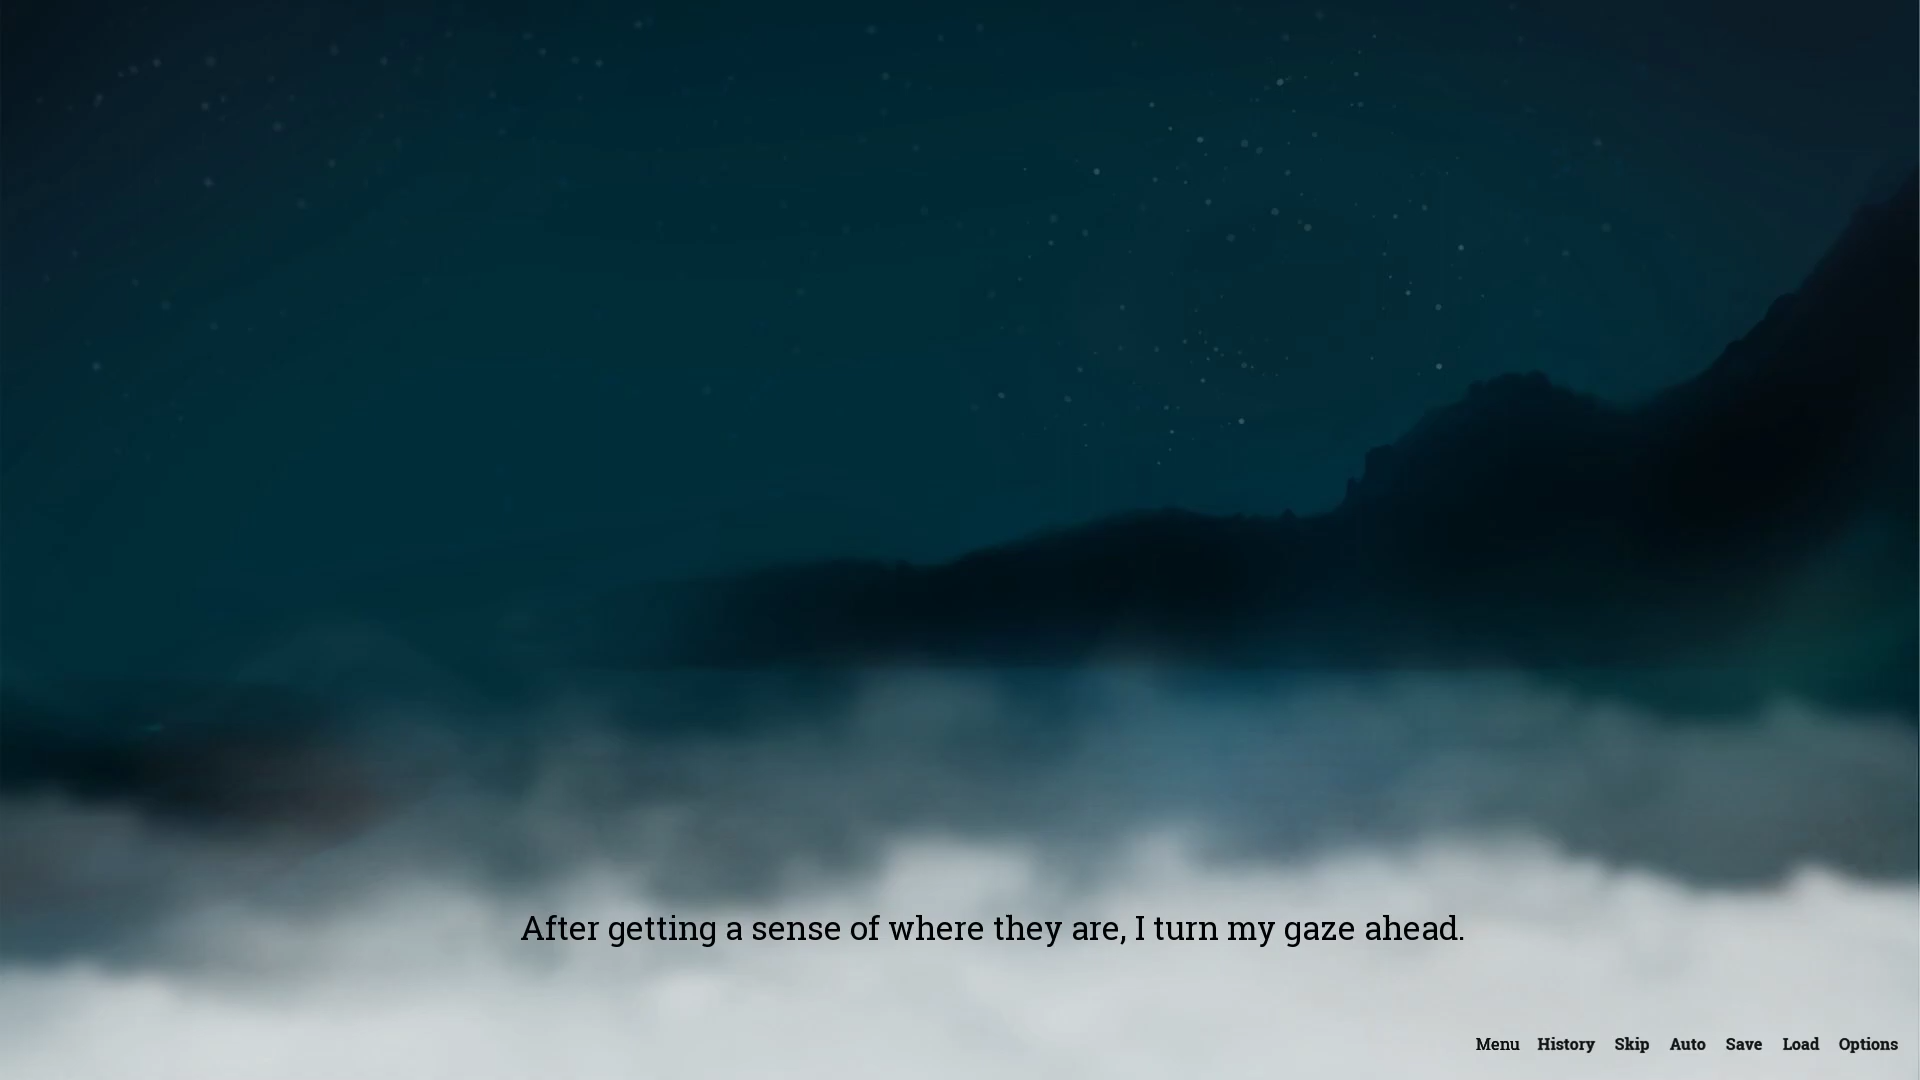 After getting a sense of where they are, I turn my gaze ahead.
Menu History Skip Auto Save Load Options